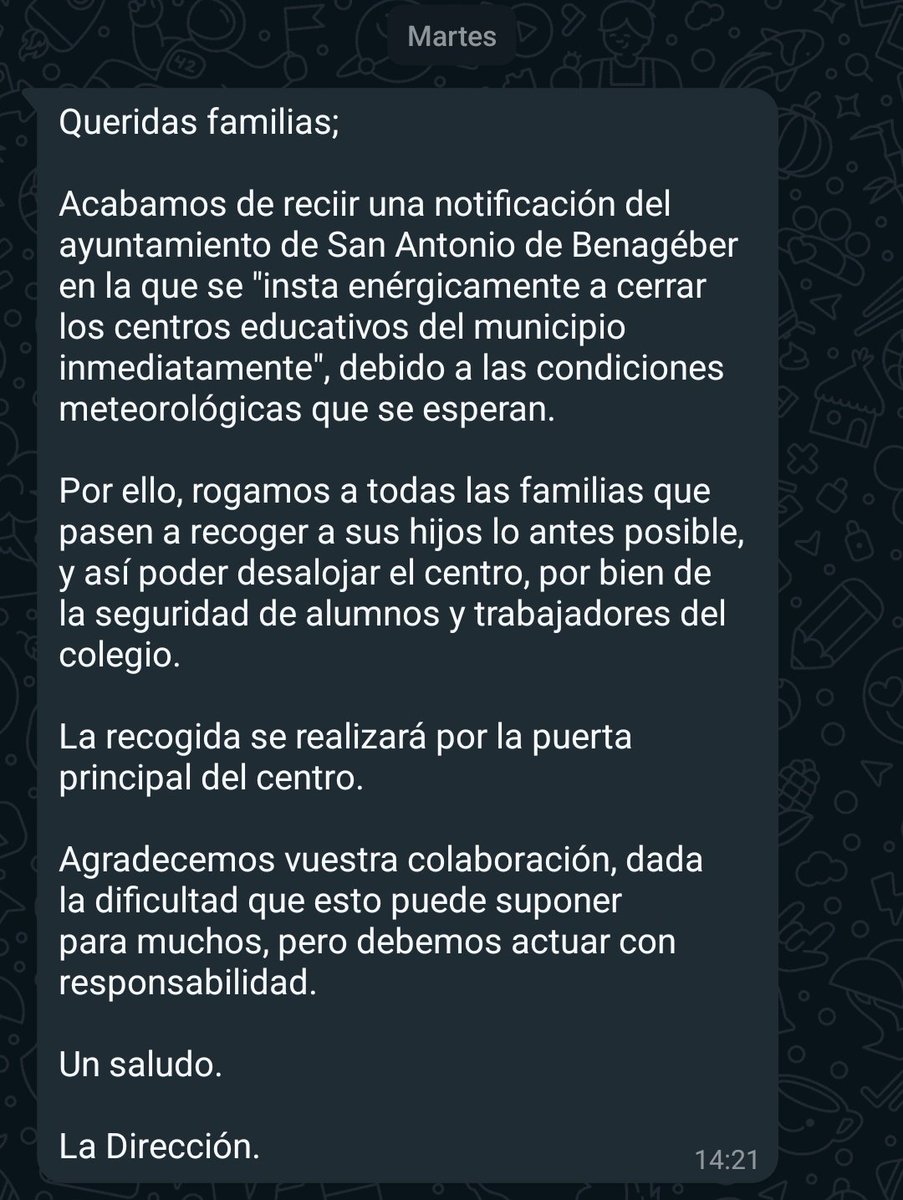 Martes
Queridas familias;
Acabamos de reciir una notificación del
ayuntamiento de San Antonio de Benagéber
en la que se "insta enérgicamente a cerrar
los centros educativos del municipio
inmediatamente", debido a las condiciones
meteorológicas que se esperan.
Por ello, rogamos a todas las familias que
pasen a recoger a sus hijos lo antes posible,
y así poder desalojar el centro, por bien de
la seguridad de alumnos y trabajadores del
colegio.
La recogida se realizará por la puerta
principal del centro.
Agradecemos vuestra colaboración, dada
la dificultad que esto puede suponer
para muchos, pero debemos actuar con
responsabilidad.
Un saludo.
La Dirección.
14:21